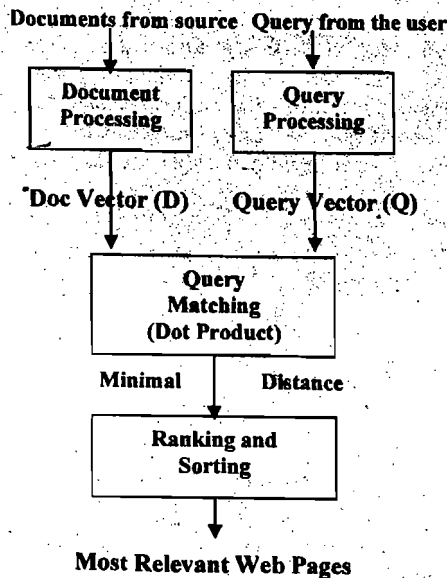 Documents from source Query from the user
Document
Processing
Query
Processing
Doc Vector (D)
Query Vector (Q)
Query
Matching
(Dot Product)
Minimal Distance
Ranking and
Sorting
Most Relevant Web Pages